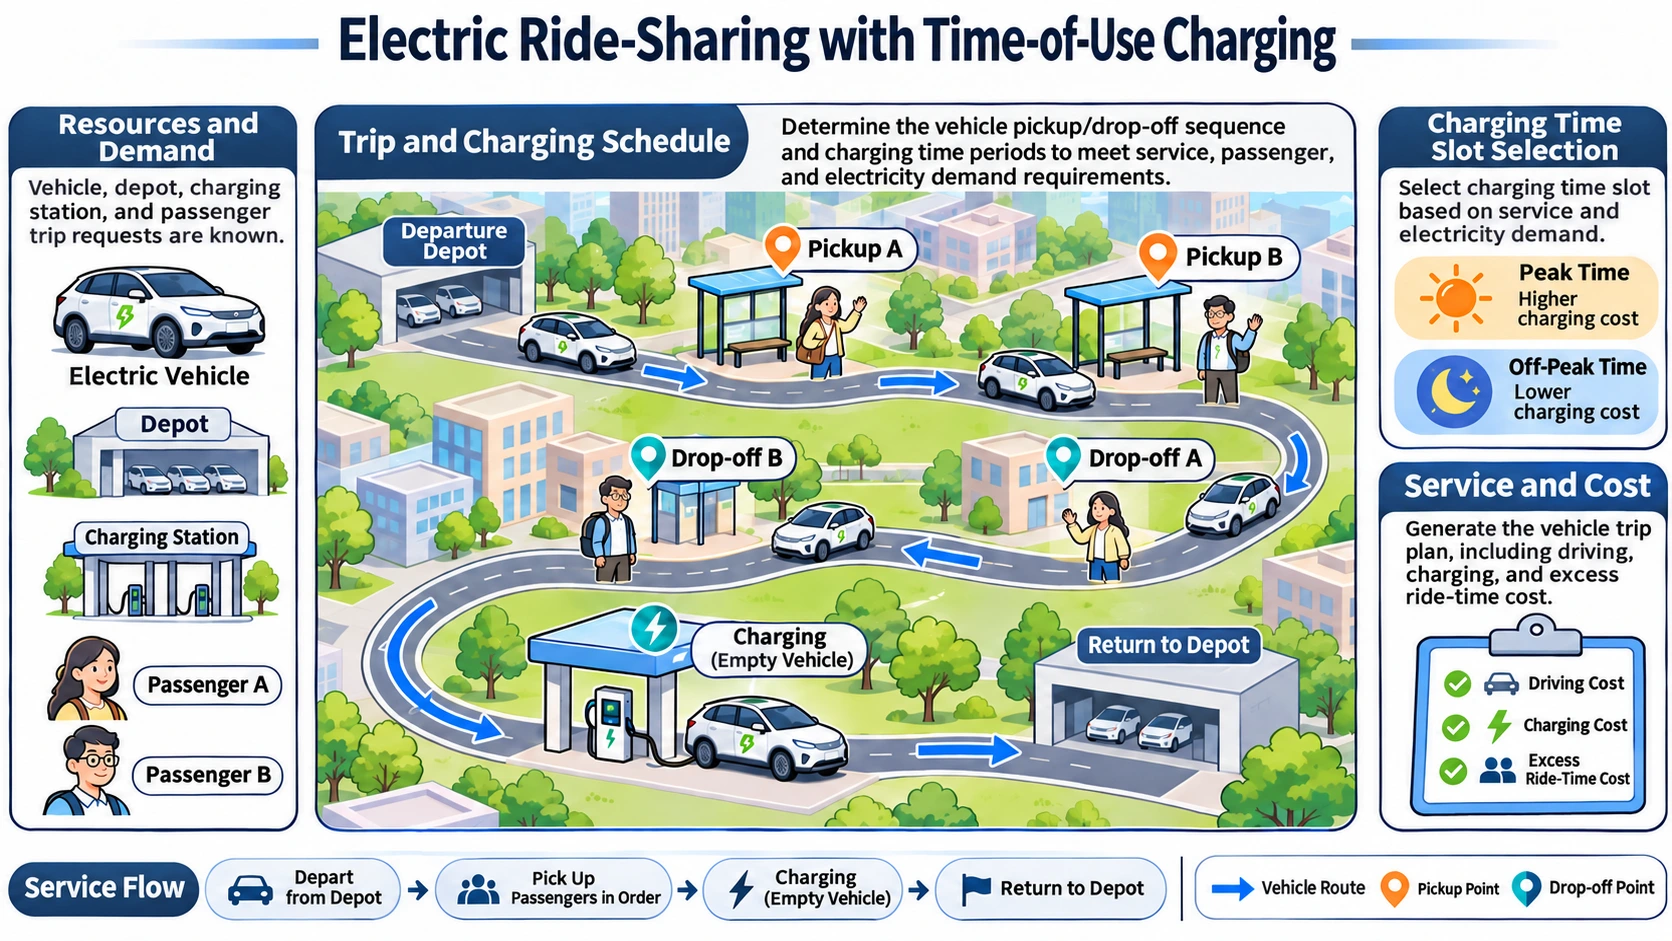 Electric Ride-Sharing with Time-of-Use Charging
Resources and
Demand
Vehicle, depot, charging
station, and passenger
trip requests are known.
Electric Vehicle
Depot
Charging Station
Passenger A
Passenger B
Trip and Charging Schedule
Determine the vehicle pickup/drop-off sequence
and charging time periods to meet service, passenger,
and electricity demand requirements.
Departure
Depot
Pickup A
Pickup B
Drop-off B
Drop-off A
Charging
(Empty Vehicle)
Return to Depot
Charging Time
Slot Selection
Select charging time slot
based on service and
electricity demand.
Peak Time
Higher
charging cost
Off-Peak Time
Lower
charging cost
Service and Cost
Generate the vehicle trip
plan, including driving,
charging, and excess
ride-time cost.
Driving Cost
Charging Cost
Excess
Ride-Time Cost
Service Flow
Depart
from Depot
Pick Up
Passengers in Order
Charging
(Empty Vehicle)
Return to Depot
Vehicle Route
Pickup Point
Drop-off Point